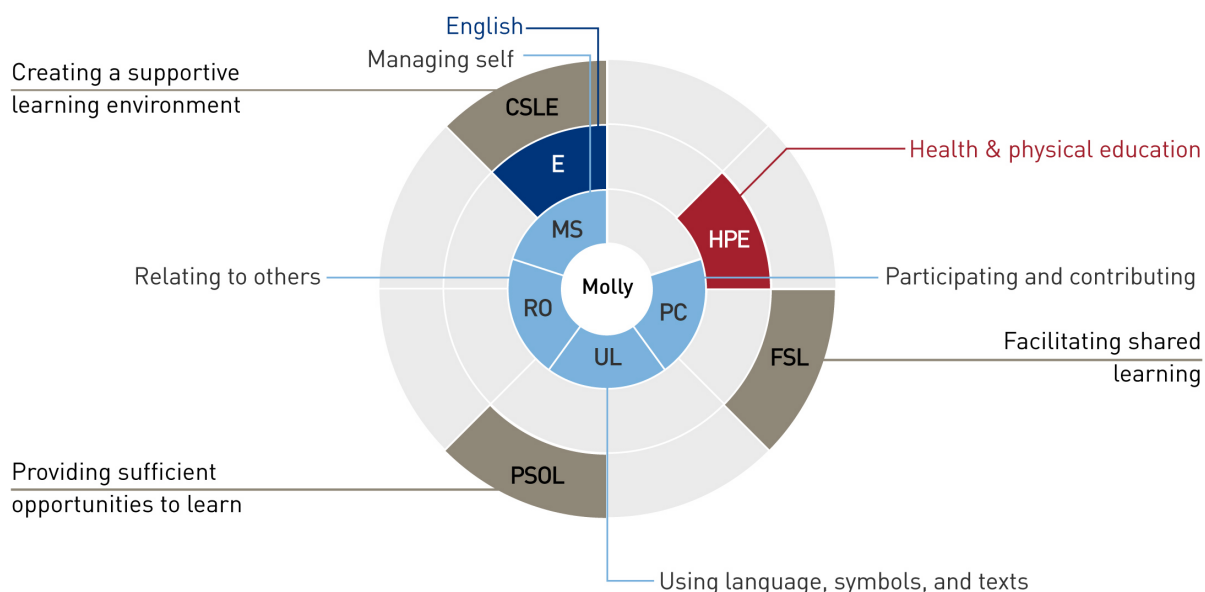 English
Managing self
Creating a supportive
learning environment
CSLE
E
Health & physical education
MS
HPE
Relating to others
Molly
Participating and contributing
RO
PC
UL
FSL
Facilitating shared
learning
Providing sufficient
opportunities to learn
PSOL
Using language, symbols, and texts